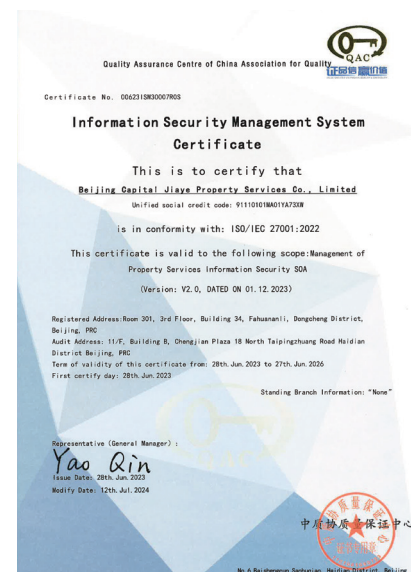 QAC
Quality Assurance Centre of China Association for Quality
Certificate No. 00623ISM30007R0S
Information Security Management System
Certificate
This is to certify that
Beijing Capital Jiaye Property Services Co., Limited
Unified social credit code: 91110101MA01YA73XW
is in conformity with: ISO/IEC 27001:2022
This certificate is valid to the following scope:Management of
Property Services Information Security SOA
(Version: V2.0, DATED ON 01.12.2023)
Registered Address:Room 301, 3rd Floor, Building 34, Fahuananli, Dongcheng District,
Beijing, PRC
Audit Address: 11/F, Building B, Chengjian Plaza 18 North Taipingzhuang Road Haidian
District Beijing, PRC
Term of validity of this certificate from: 28th.Jun.2023 to 27th.Jun.2026
First certify day: 28th.Jun.2023
Standing Branch Information: “None”
Representative (General Manager) :
Yao Qin
Issue Date: 28th.Jun.2023
Modify Date: 12th.Jul.2024
中质协质量保证中心